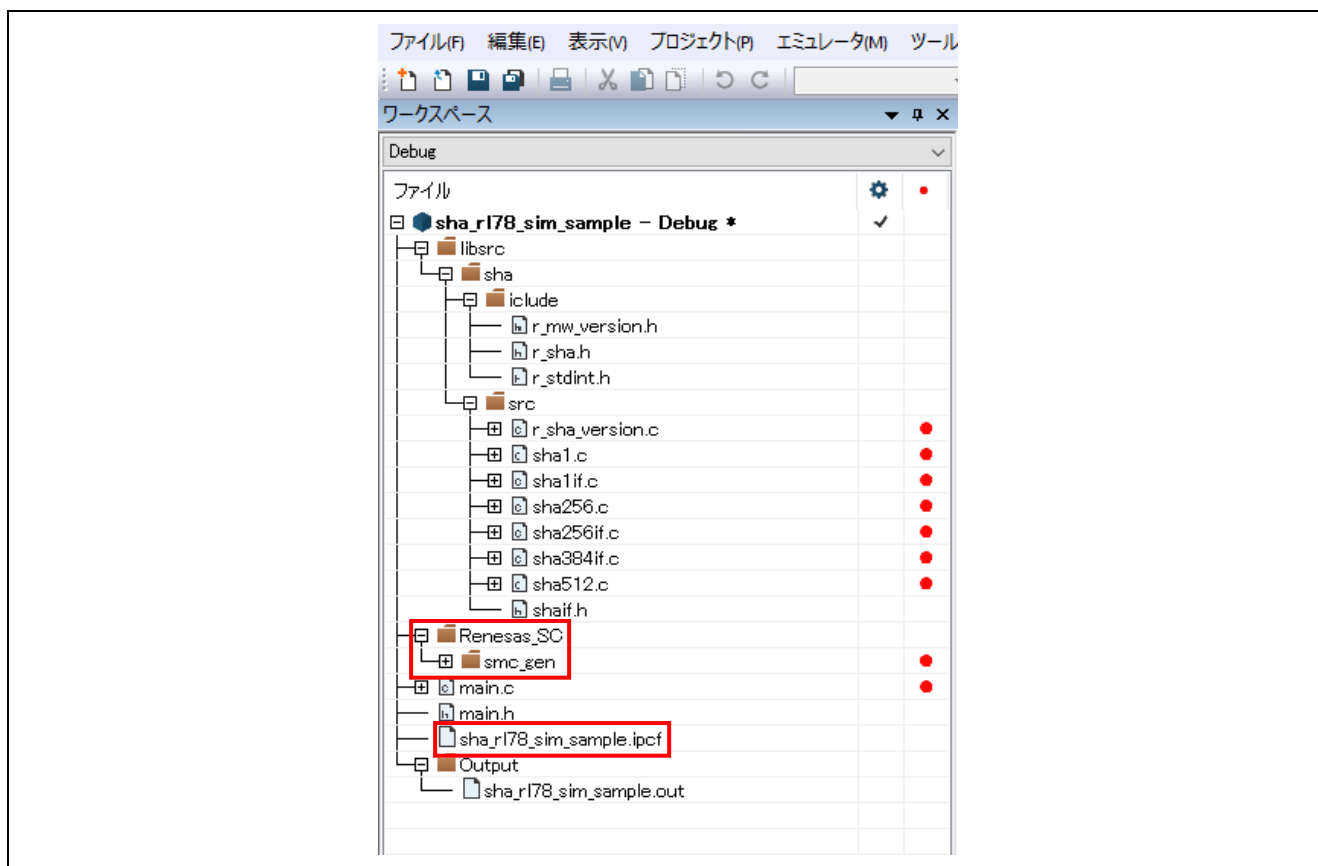 ファイル(F) 編集(E) 表示(V) プロジェクト(P) エミュレータ(M) ツール
ワークスペース
Debug
ファイル
sha_rl78_sim_sample - Debug *
libsrc
sha
iclude
r_mw_version.h
r_sha.h
r_stdint.h
src
r_sha_version.c
sha1.c
sha1if.c
sha256.c
sha256if.c
sha384if.c
sha512.c
shaif.h
Renesas_SC
smc_gen
main.c
main.h
sha_rl78_sim_sample.ipcf
Output
sha_rl78_sim_sample.out